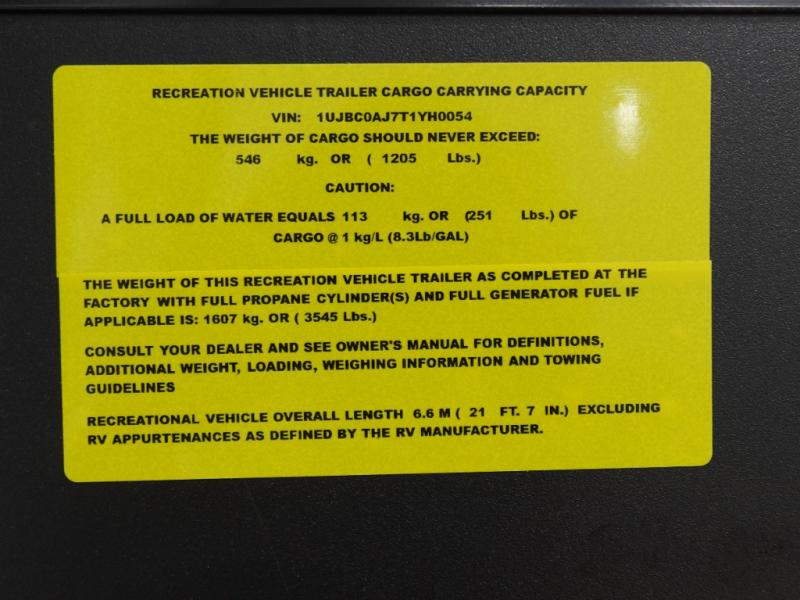 RECREATION VEHICLE TRAILER CARGO CARRYING CAPACITY
VIN: 1UJBC0AJ7T1YH0054
THE WEIGHT OF CARGO SHOULD NEVER EXCEED:
546 kg. OR ( 1205 Lbs.)
CAUTION:
A FULL LOAD OF WATER EQUALS 113 kg. OR (251 Lbs.) OF
CARGO @ 1 kg/L (8.3Lb/GAL)
THE WEIGHT OF THIS RECREATION VEHICLE TRAILER AS COMPLETED AT THE
FACTORY WITH FULL PROPANE CYLINDER(S) AND FULL GENERATOR FUEL IF
APPLICABLE IS: 1607 kg. OR ( 3545 Lbs.)
CONSULT YOUR DEALER AND SEE OWNER'S MANUAL FOR DEFINITIONS,
ADDITIONAL WEIGHT, LOADING, WEIGHING INFORMATION AND TOWING
GUIDELINES
RECREATIONAL VEHICLE OVERALL LENGTH 6.6 M ( 21 FT. 7 IN.) EXCLUDING
RV APPURTENANCES AS DEFINED BY THE RV MANUFACTURER.